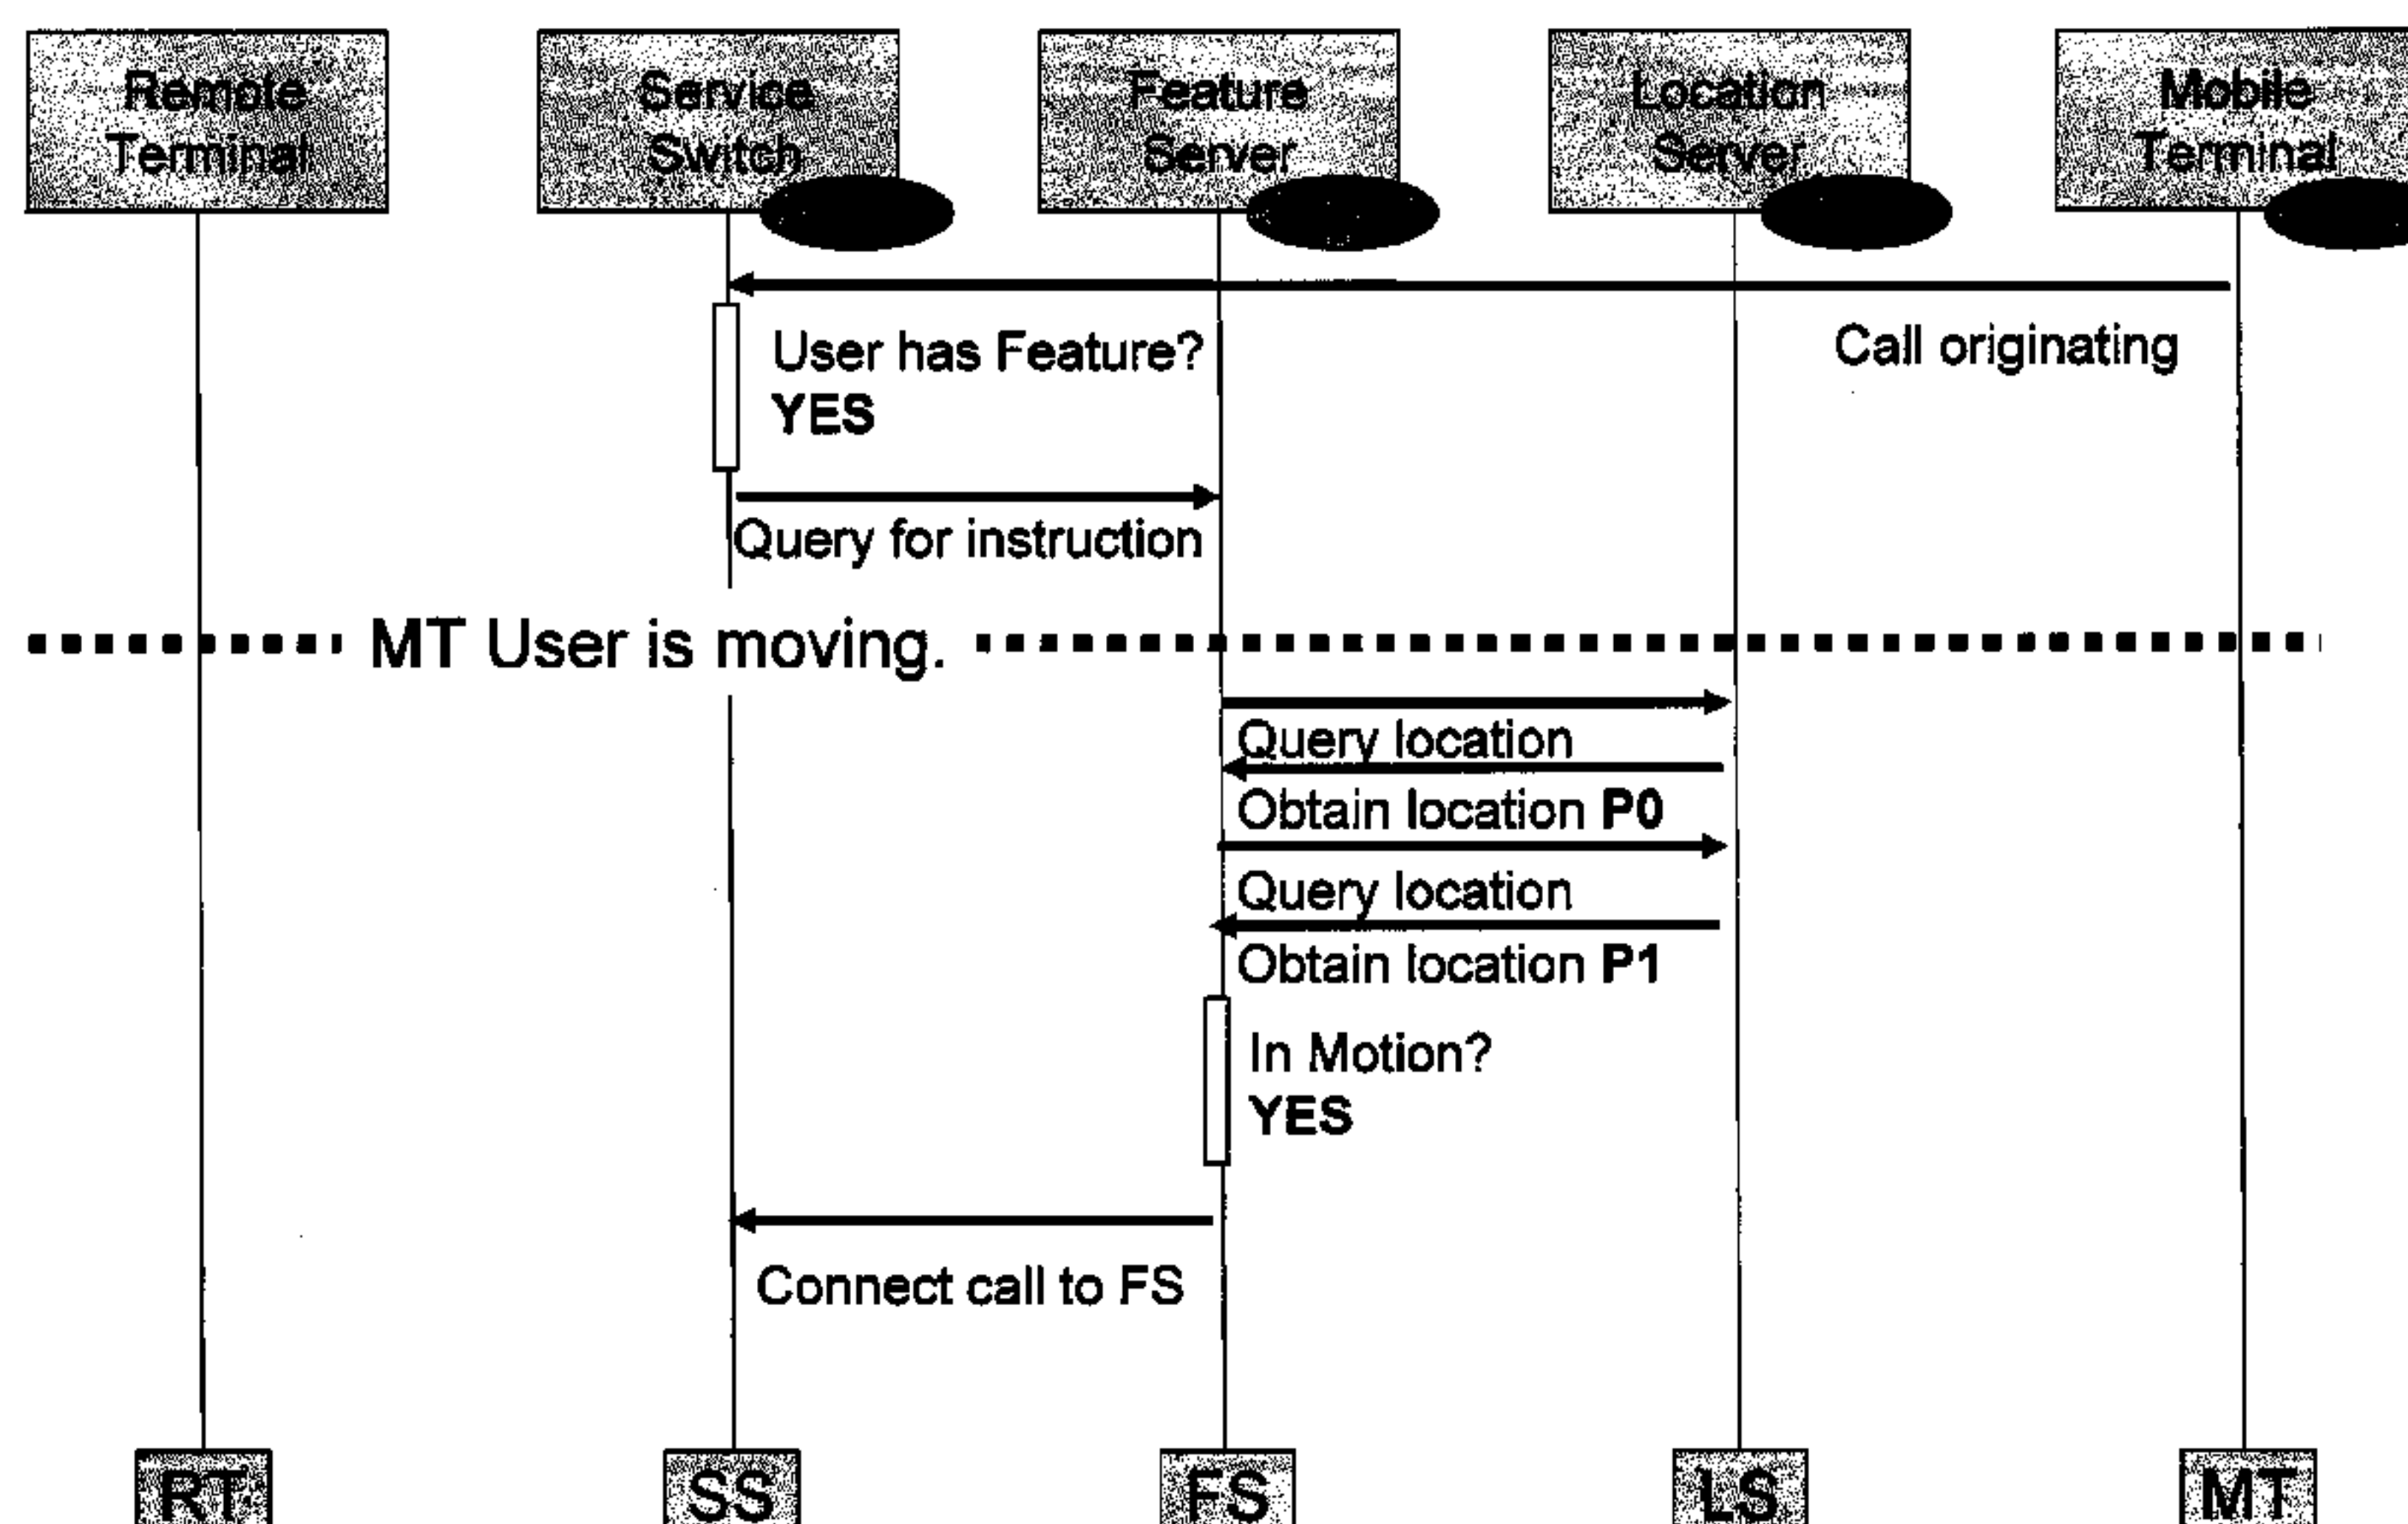 Remote
Terminal
Service
Switch
Feature
Server
Location
Server
Mobile
Terminal
Call originating
User has Feature?
YES
Query for instruction
MT User is moving.
Query location
Obtain location P0
Query location
Obtain location P1
In Motion?
YES
Connect call to FS
RT
SS
FS
LS
MT